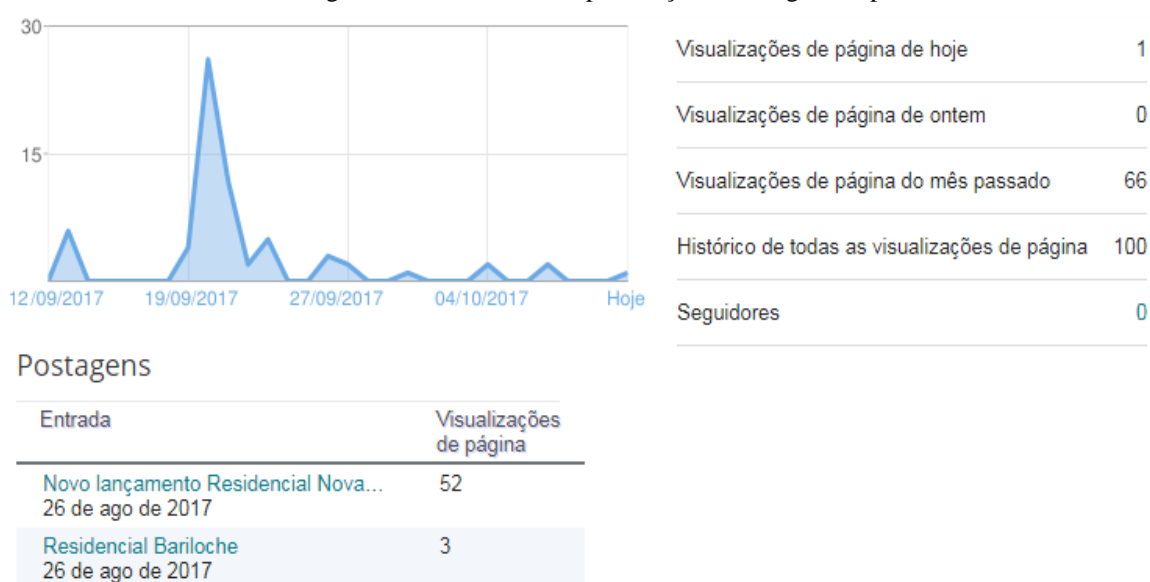 30
15
12/09/2017 19/09/2017 27/09/2017 04/10/2017 Hoje
Visualizações de página de hoje 1
Visualizações de página de ontem 0
Visualizações de página do mês passado 66
Histórico de todas as visualizações de página 100
Seguidores 0
Postagens
Entrada Visualizações
de página
Novo lançamento Residencial Nova... 52
26 de ago de 2017
Residencial Bariloche 3
26 de ago de 2017